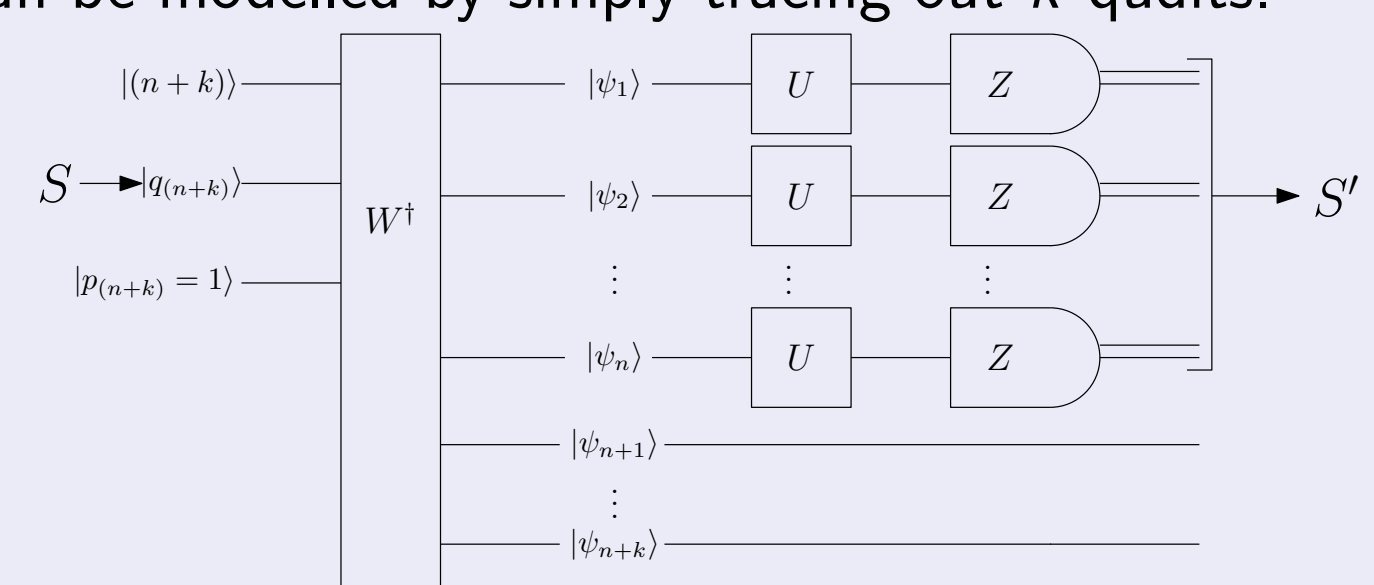 can be modelled by simply tracing out k qudits.
|(n + k)⟩ |ψ₁⟩ U Z
S |q₍ₙ₊ₖ₎⟩ W† |ψ₂⟩ U Z S′
|p₍ₙ₊ₖ₎ = 1⟩ ⋮ ⋮ ⋮
|ψₙ⟩ U Z
|ψₙ₊₁⟩
⋮
|ψₙ₊ₖ⟩